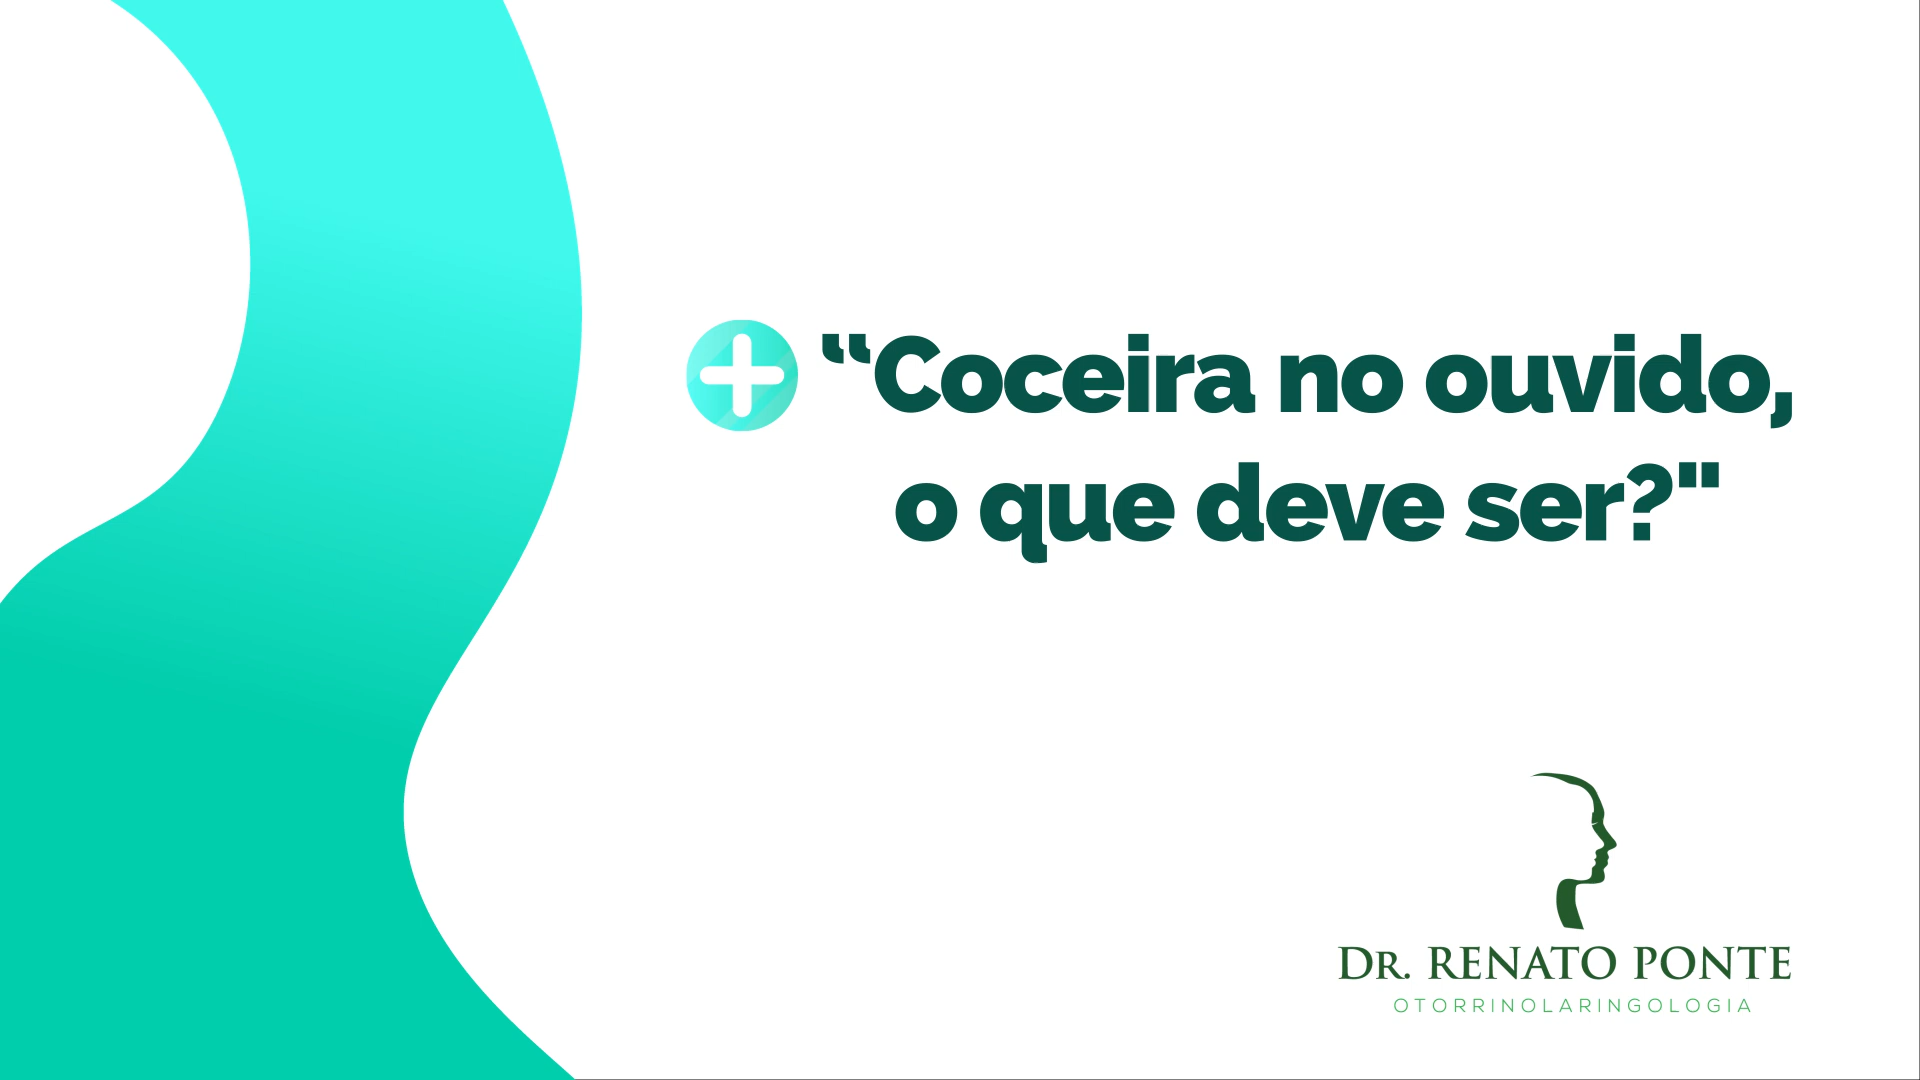 “Coceira no ouvido,
o que deve ser?"
DR. RENATO PONTE
OTORRINOLARINGOLOGIA